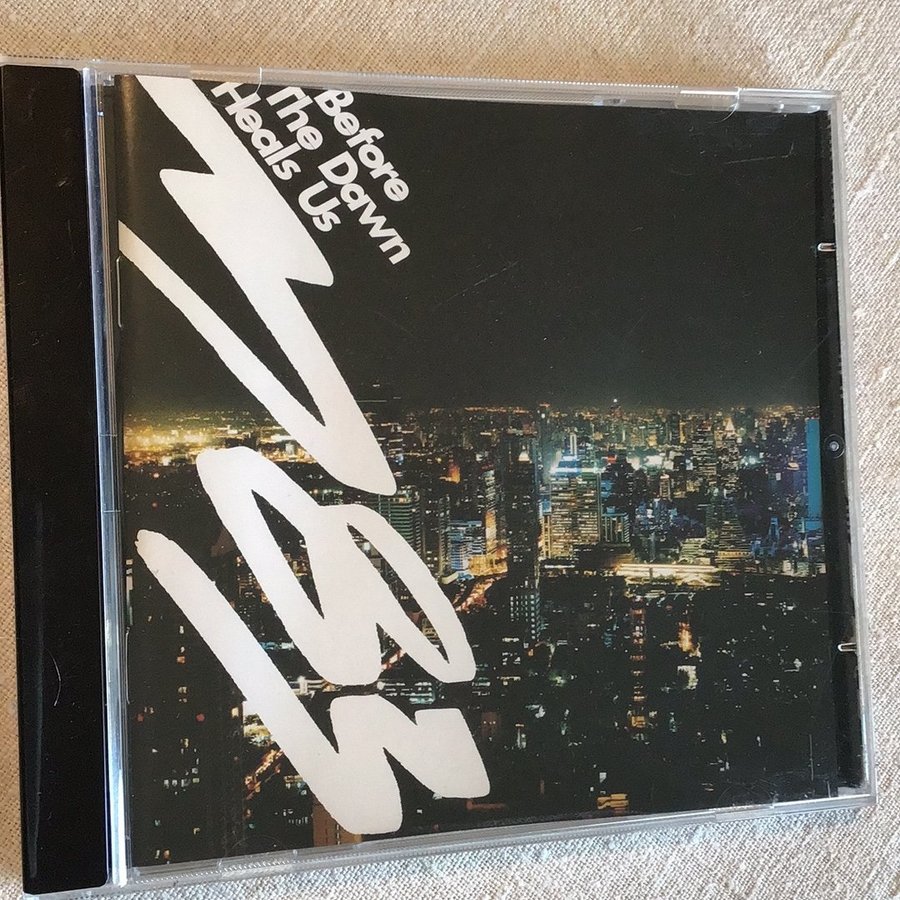 Before
The Dawn
Heals Us
M83